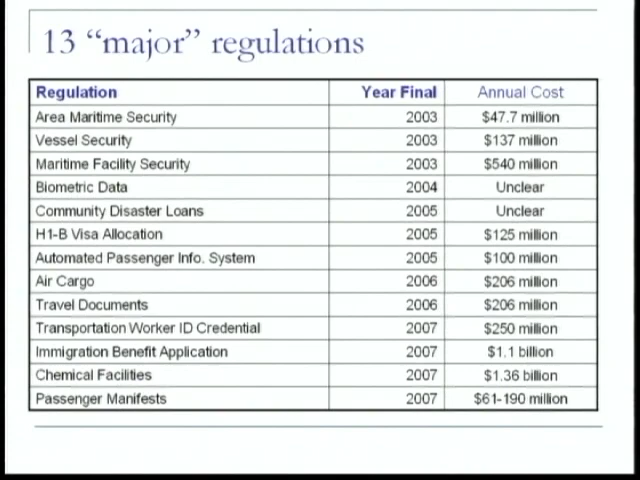 13 “major” regulations
Regulation Year Final Annual Cost
Area Maritime Security 2003 $47.7 million
Vessel Security 2003 $137 million
Maritime Facility Security 2003 $540 million
Biometric Data 2004 Unclear
Community Disaster Loans 2005 Unclear
H1-B Visa Allocation 2005 $125 million
Automated Passenger Info. System 2005 $100 million
Air Cargo 2006 $206 million
Travel Documents 2006 $206 million
Transportation Worker ID Credential 2007 $250 million
Immigration Benefit Application 2007 $1.1 billion
Chemical Facilities 2007 $1.36 billion
Passenger Manifests 2007 $61-190 million